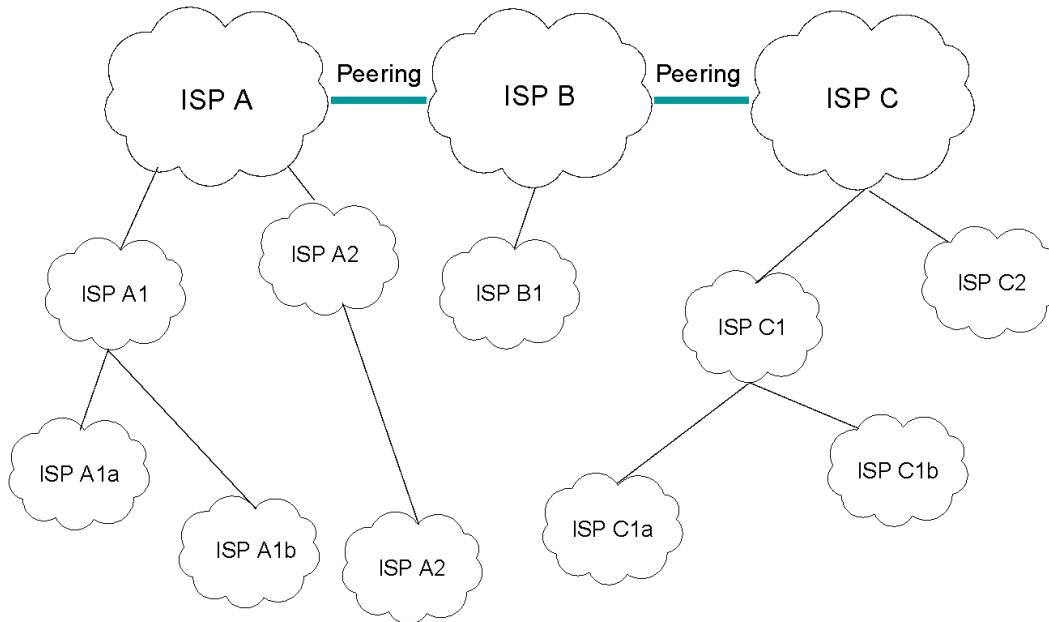 Peering
Peering
ISP A
ISP B
ISP C
ISP A2
ISP A1
ISP B1
ISP C2
ISP C1
ISP A1a
ISP C1b
ISP C1a
ISP A1b
ISP A2